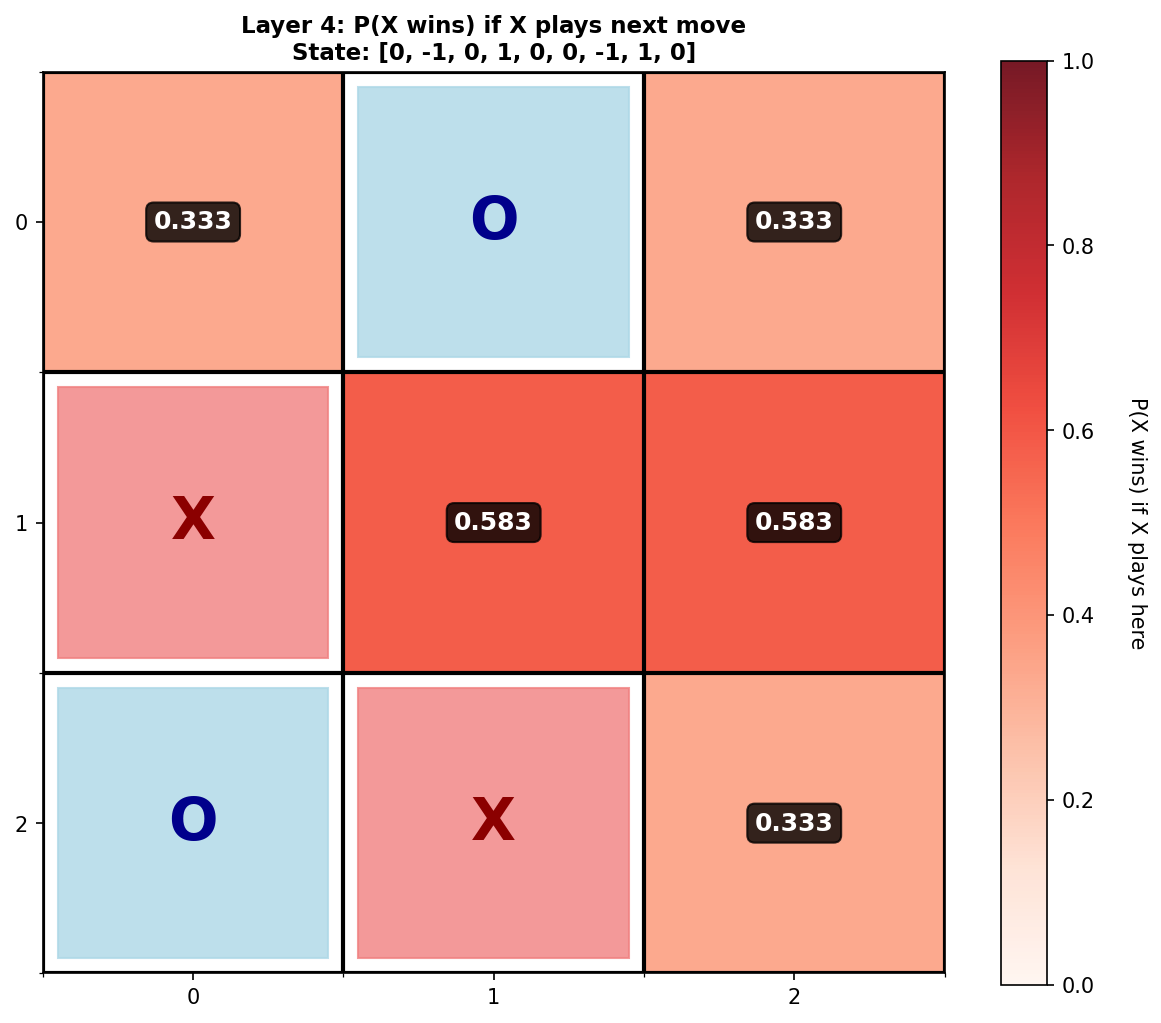 Layer 4: P(X wins) if X plays next move
State: [0, -1, 0, 1, 0, 0, -1, 1, 0]
0.333
O
0.333
X
0.583
0.583
O
X
0.333
0
1
2
0
1
2
1.0
0.8
0.6
0.4
0.2
0.0
P(X wins) if X plays here